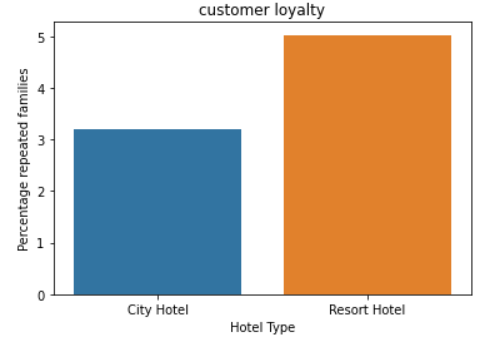 customer loyalty
Percentage repeated families
5
4
3
2
1
0
City Hotel
Resort Hotel
Hotel Type